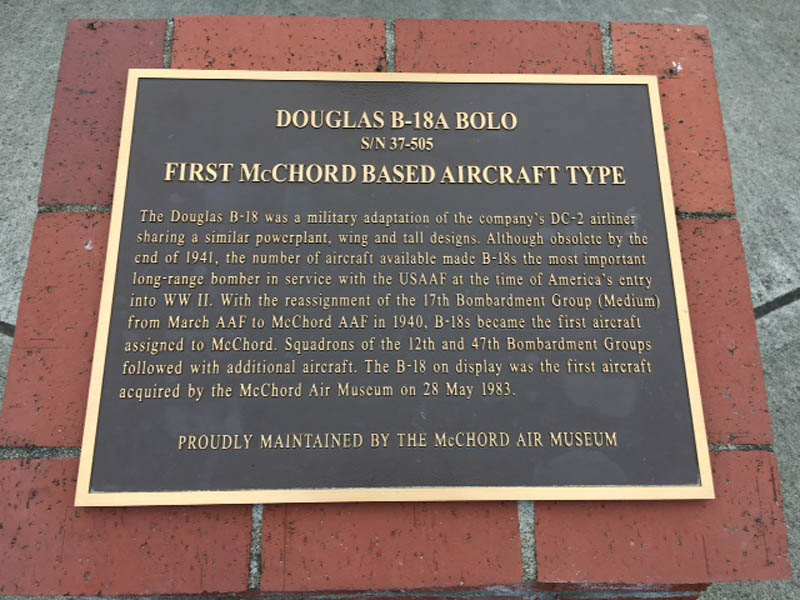 DOUGLAS B-18A BOLO
S/N 37-505
FIRST McCHORD BASED AIRCRAFT TYPE
The Douglas B-18 was a military adaptation of the company's DC-2 airliner
sharing a similar powerplant, wing and tall designs. Although obsolete by the
end of 1941, the number of aircraft available made B-18s the most important
long-range bomber in service with the USAAF at the time of America's entry
into WW II. With the reassignment of the 17th Bombardment Group (Medium)
from March AAF to McChord AAF in 1940, B-18s became the first aircraft
assigned to McChord. Squadrons of the 12th and 47th Bombardment Groups
followed with additional aircraft. The B-18 on display was the first aircraft
acquired by the McChord Air Museum on 28 May 1983.
PROUDLY MAINTAINED BY THE McCHORD AIR MUSEUM